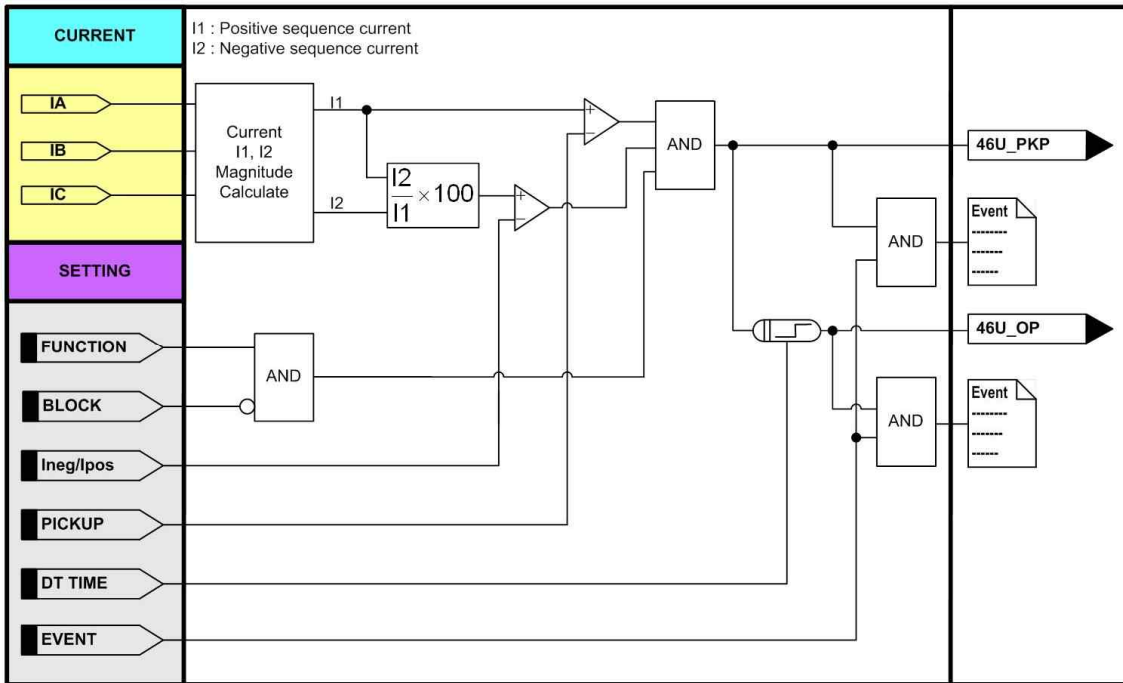 CURRENT
I1 : Positive sequence current
I2 : Negative sequence current
IA
IB
IC
Current
I1, I2
Magnitude
Calculate
I1
I2
I2
I1
×100
AND
46U_PKP
AND
Event
SETTING
FUNCTION
BLOCK
Ineg/Ipos
PICKUP
DT TIME
EVENT
AND
46U_OP
AND
Event